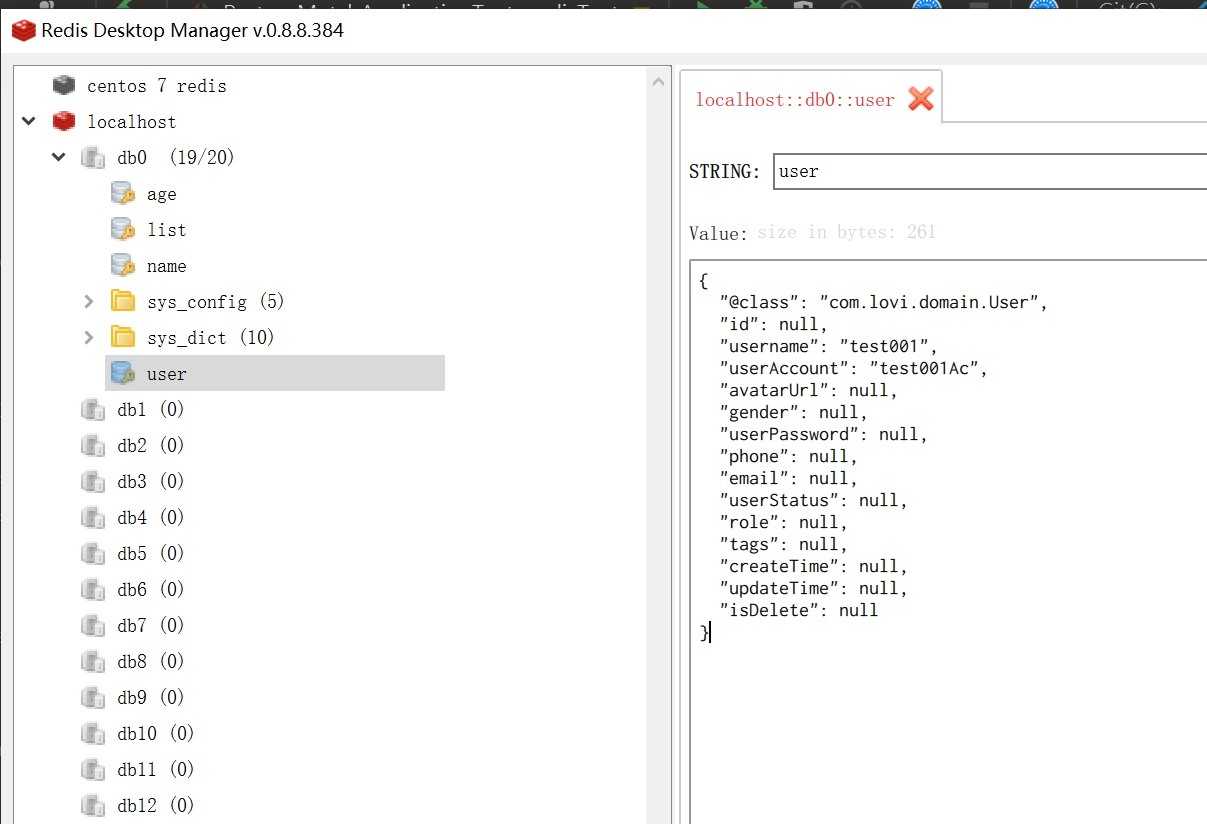 Redis Desktop Manager v.0.8.8.384
centos 7 redis
localhost
db0 (19/20)
age
list
name
sys_config (5)
sys_dict (10)
user
db1 (0)
db2 (0)
db3 (0)
db4 (0)
db5 (0)
db6 (0)
db7 (0)
db8 (0)
db9 (0)
db10 (0)
db11 (0)
db12 (0)
localhost::db0::user
STRING: user
Value: size in bytes: 261
{
"@class": "com.lovi.domain.User",
"id": null,
"username": "test001",
"userAccount": "test001Ac",
"avatarUrl": null,
"gender": null,
"userPassword": null,
"phone": null,
"email": null,
"userStatus": null,
"role": null,
"tags": null,
"createTime": null,
"updateTime": null,
"isDelete": null
}